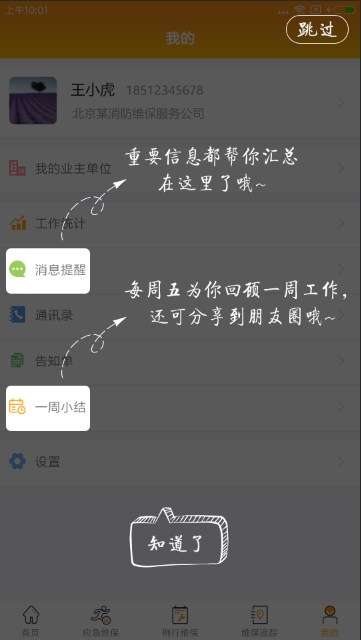 上午10:01
跳过
我的
王小虎 18512345678
北京某消防维保服务公司
我的业主单位
重要信息都帮你汇总
在这里了哦~
工作统计
消息提醒
每周五为你回顾一周工作,
还可分享到朋友圈哦~
通讯录
告知单
一周小结
设置
知道了
首页 应急维保 例行维保 维保追踪 我的